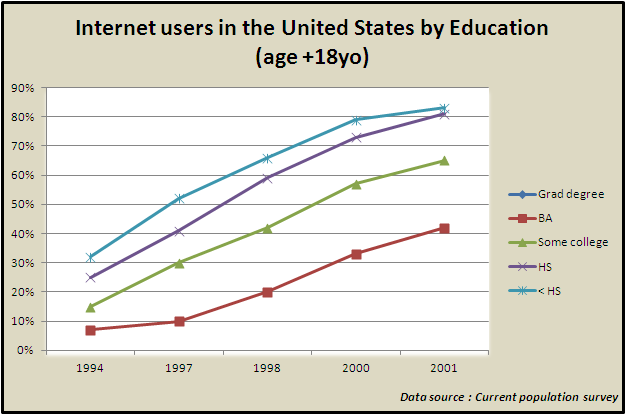 Internet users in the United States by Education
(age +18yo)
90%
80%
70%
60%
50%
40%
30%
20%
10%
0%
1994 1997 1998 2000 2001
Grad degree
BA
Some college
HS
< HS
Data source : Current population survey